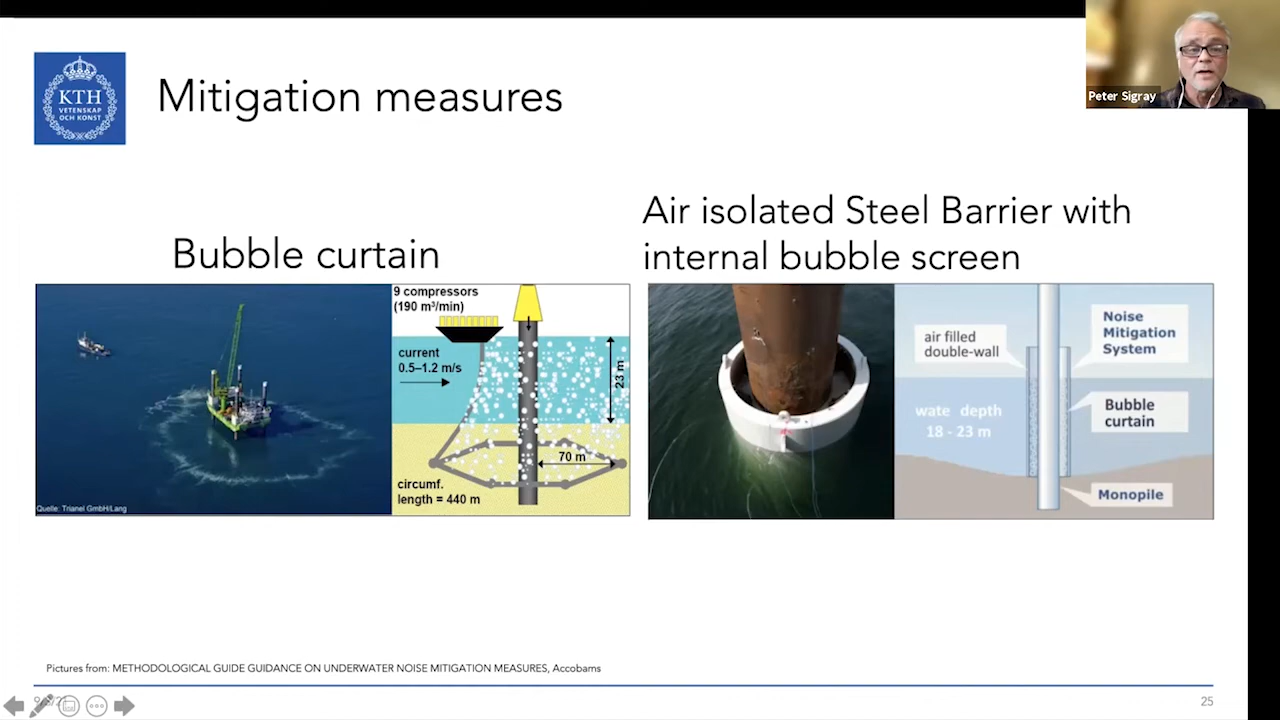 KTH
VETENSKAP
OCH KONST
Mitigation measures
Peter Sigray
Bubble curtain
Air isolated Steel Barrier with
internal bubble screen
9 compressors
(190 m³/min)
current
0.5–1.2 m/s
23 m
70 m
circumf.
length = 440 m
Quelle: Trianel GmbH/Lang
air filled
double-wall
Noise
Mitigation
System
wate depth
18 - 23 m
Bubble
curtain
Monopile
Pictures from: METHODOLOGICAL GUIDE GUIDANCE ON UNDERWATER NOISE MITIGATION MEASURES, Accobams
25